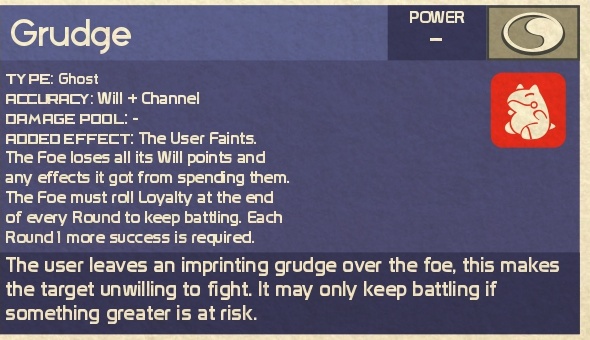 Grudge
POWER
–
TYPE: Ghost
ACCURACY: Will + Channel
DAMAGE POOL: -
ADDED EFFECT: The User Faints.
The Foe loses all its Will points and
any effects it got from spending them.
The Foe must roll Loyalty at the end
of every Round to keep battling. Each
Round 1 more success is required.
The user leaves an imprinting grudge over the foe, this makes
the target unwilling to fight. It may only keep battling if
something greater is at risk.